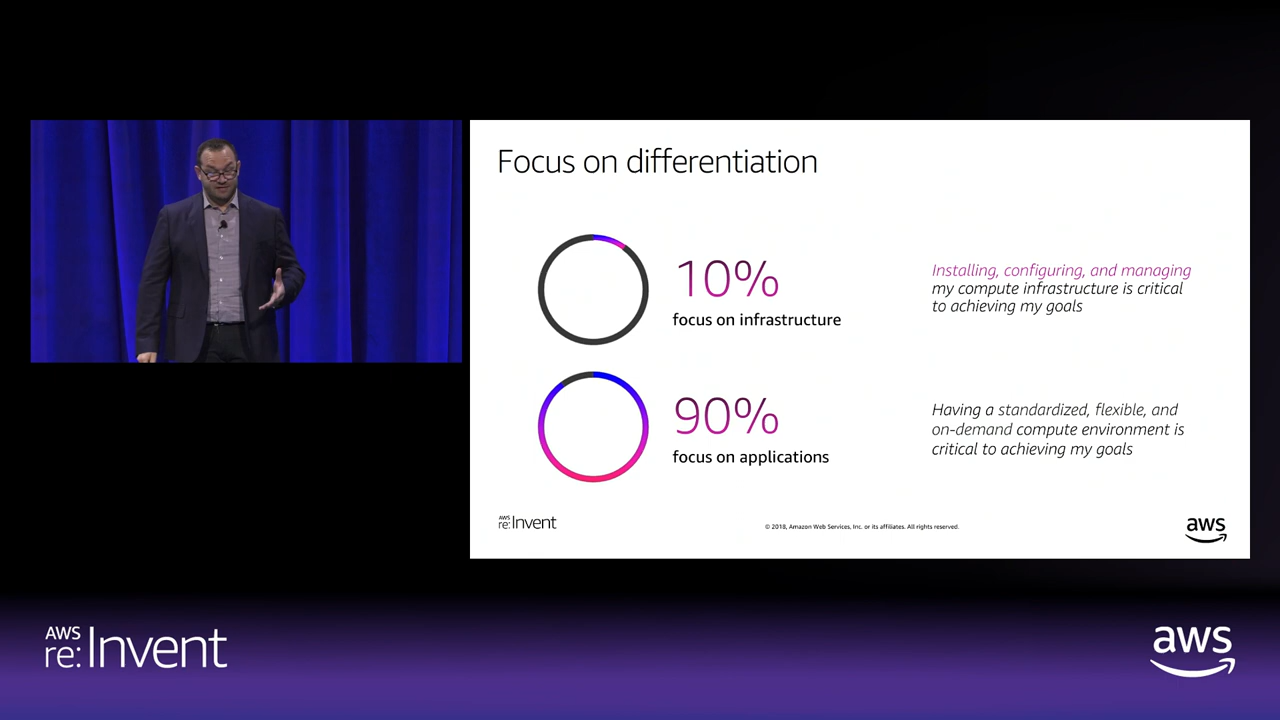 Focus on differentiation
10%
focus on infrastructure
Installing, configuring, and managing
my compute infrastructure is critical
to achieving my goals
90%
focus on applications
Having a standardized, flexible, and
on-demand compute environment is
critical to achieving my goals
AWS
re:Invent
© 2018, Amazon Web Services, Inc. or its affiliates. All rights reserved.
aws
AWS
re:Invent
aws